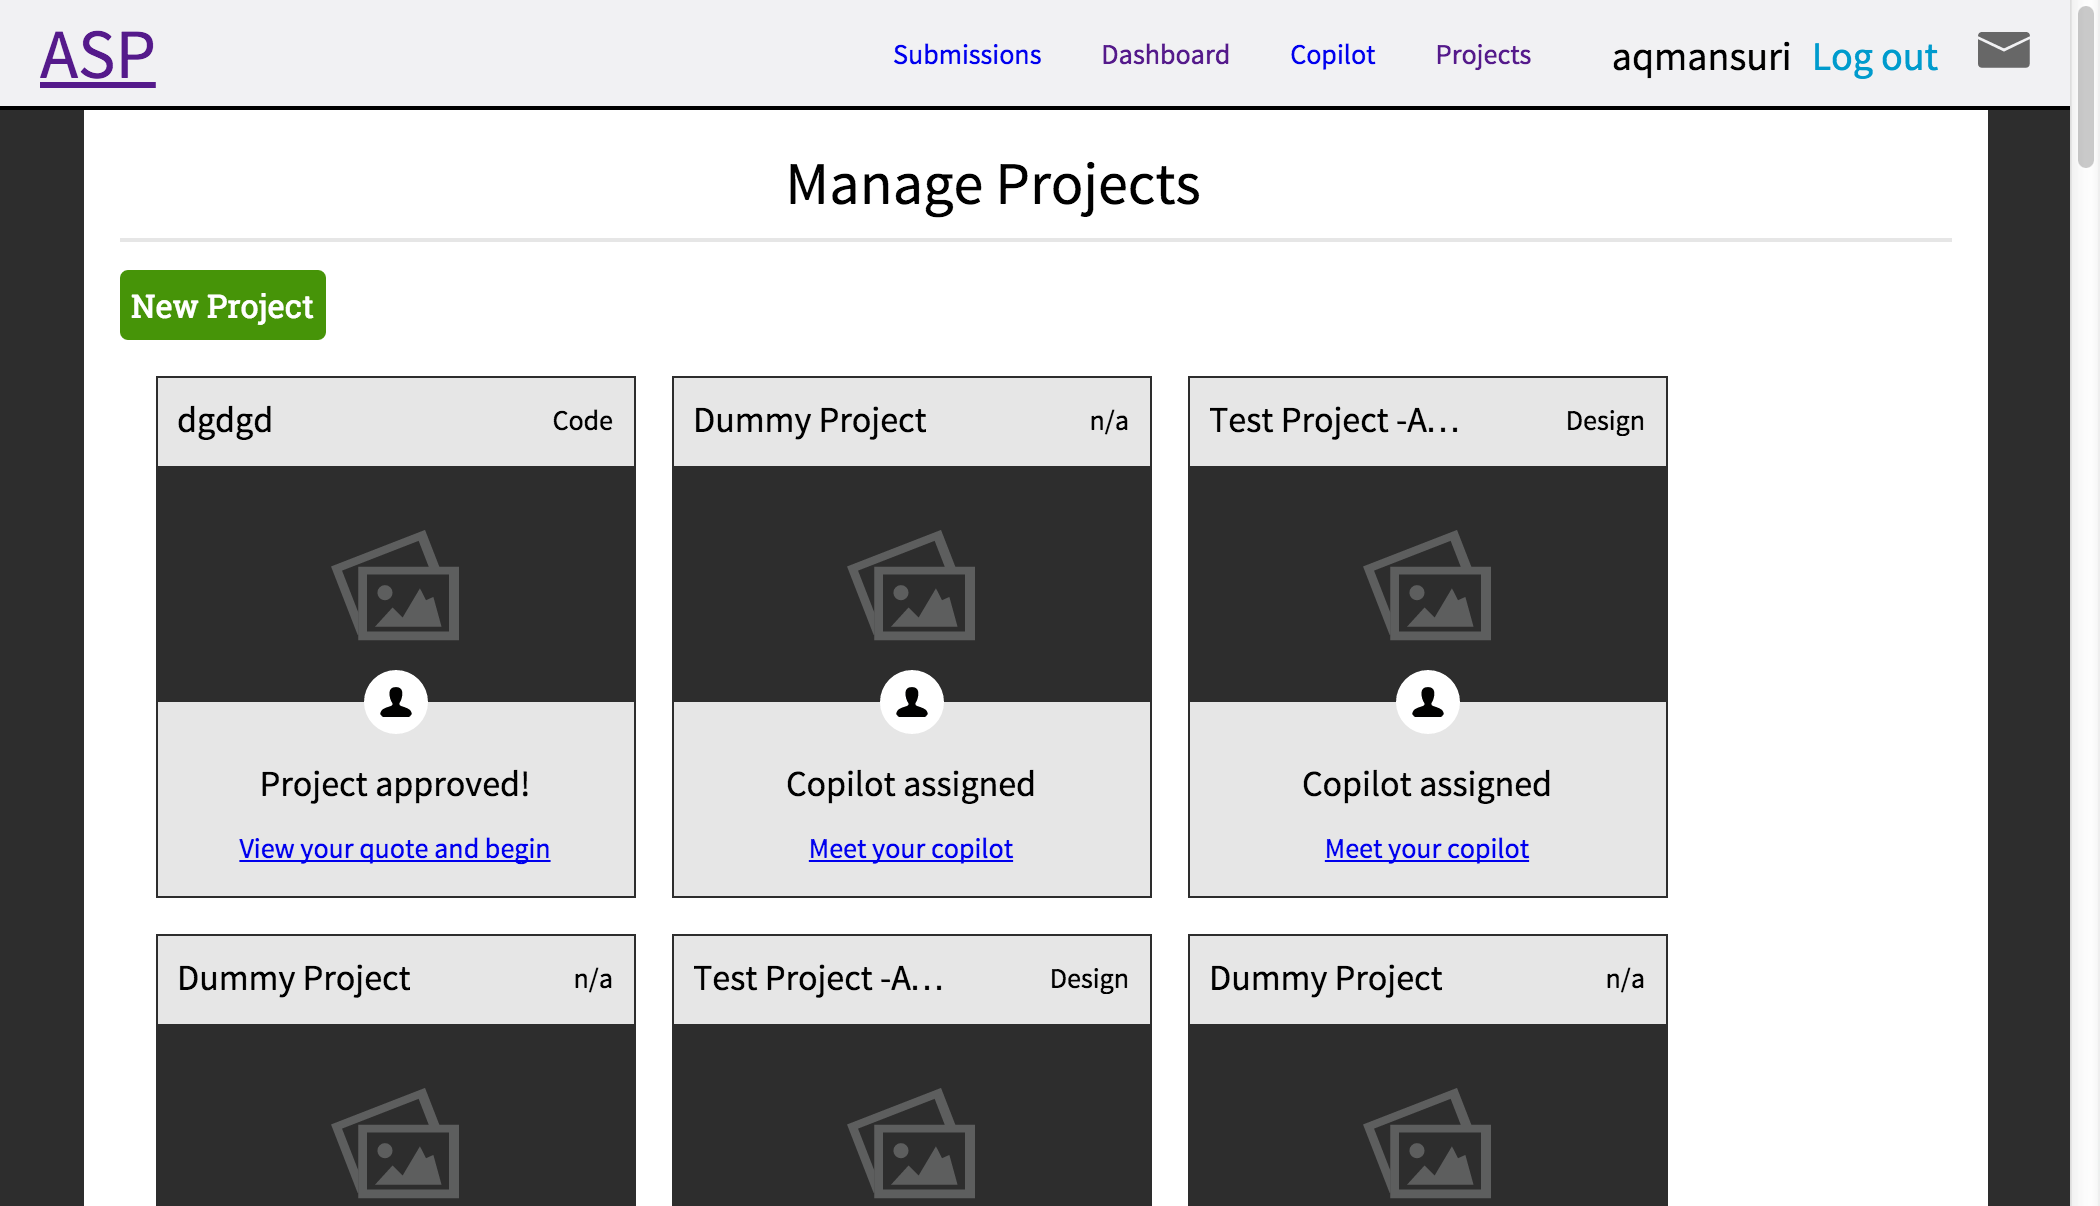 ASP
Submissions Dashboard Copilot Projects aqmansuri Log out
Manage Projects
New Project
dgdgd Code
Dummy Project n/a
Test Project -A... Design
Project approved!
View your quote and begin
Copilot assigned
Meet your copilot
Copilot assigned
Meet your copilot
Dummy Project n/a
Test Project -A... Design
Dummy Project n/a